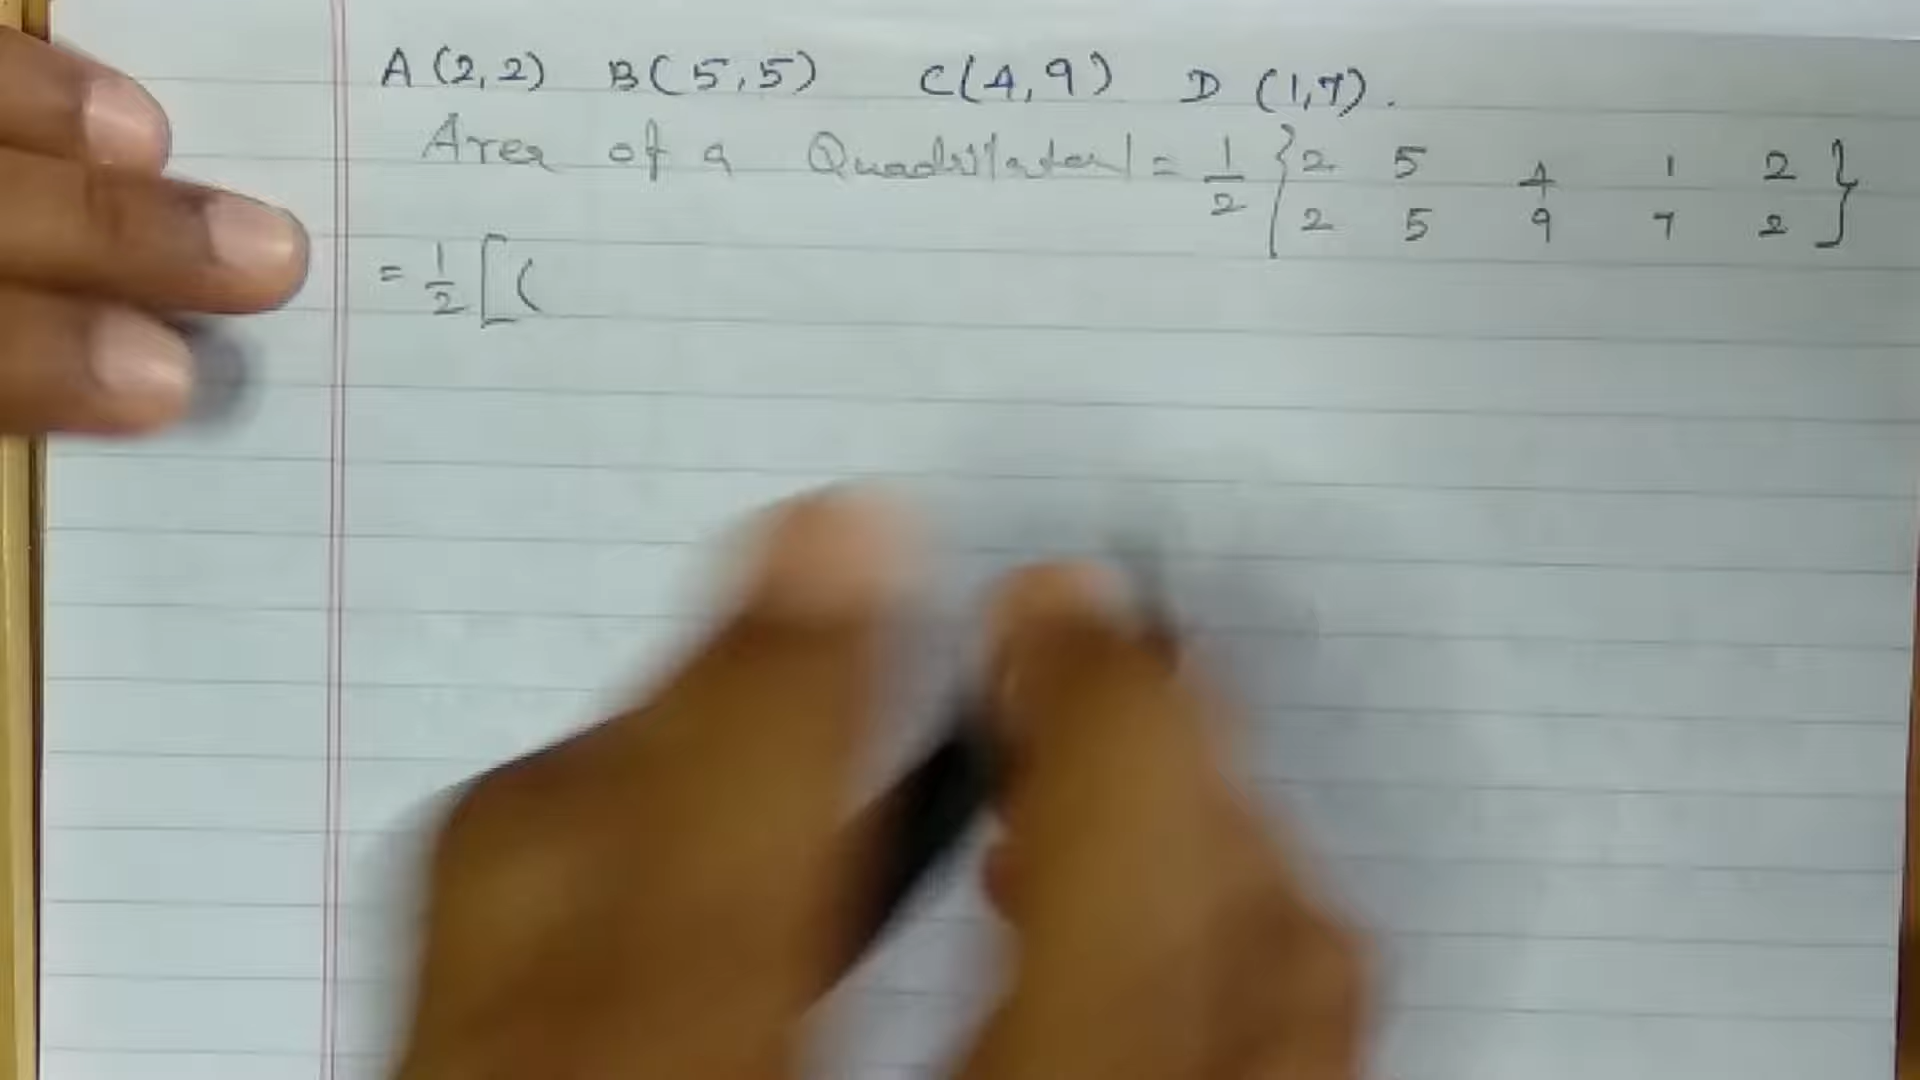 A (2,2) B (5,5) C (4,9) D (1,7).
Area of a Quadrilateral = 1/2 { 2 5 4 1 2 }
2 5 9 7 2
= 1/2 [ (